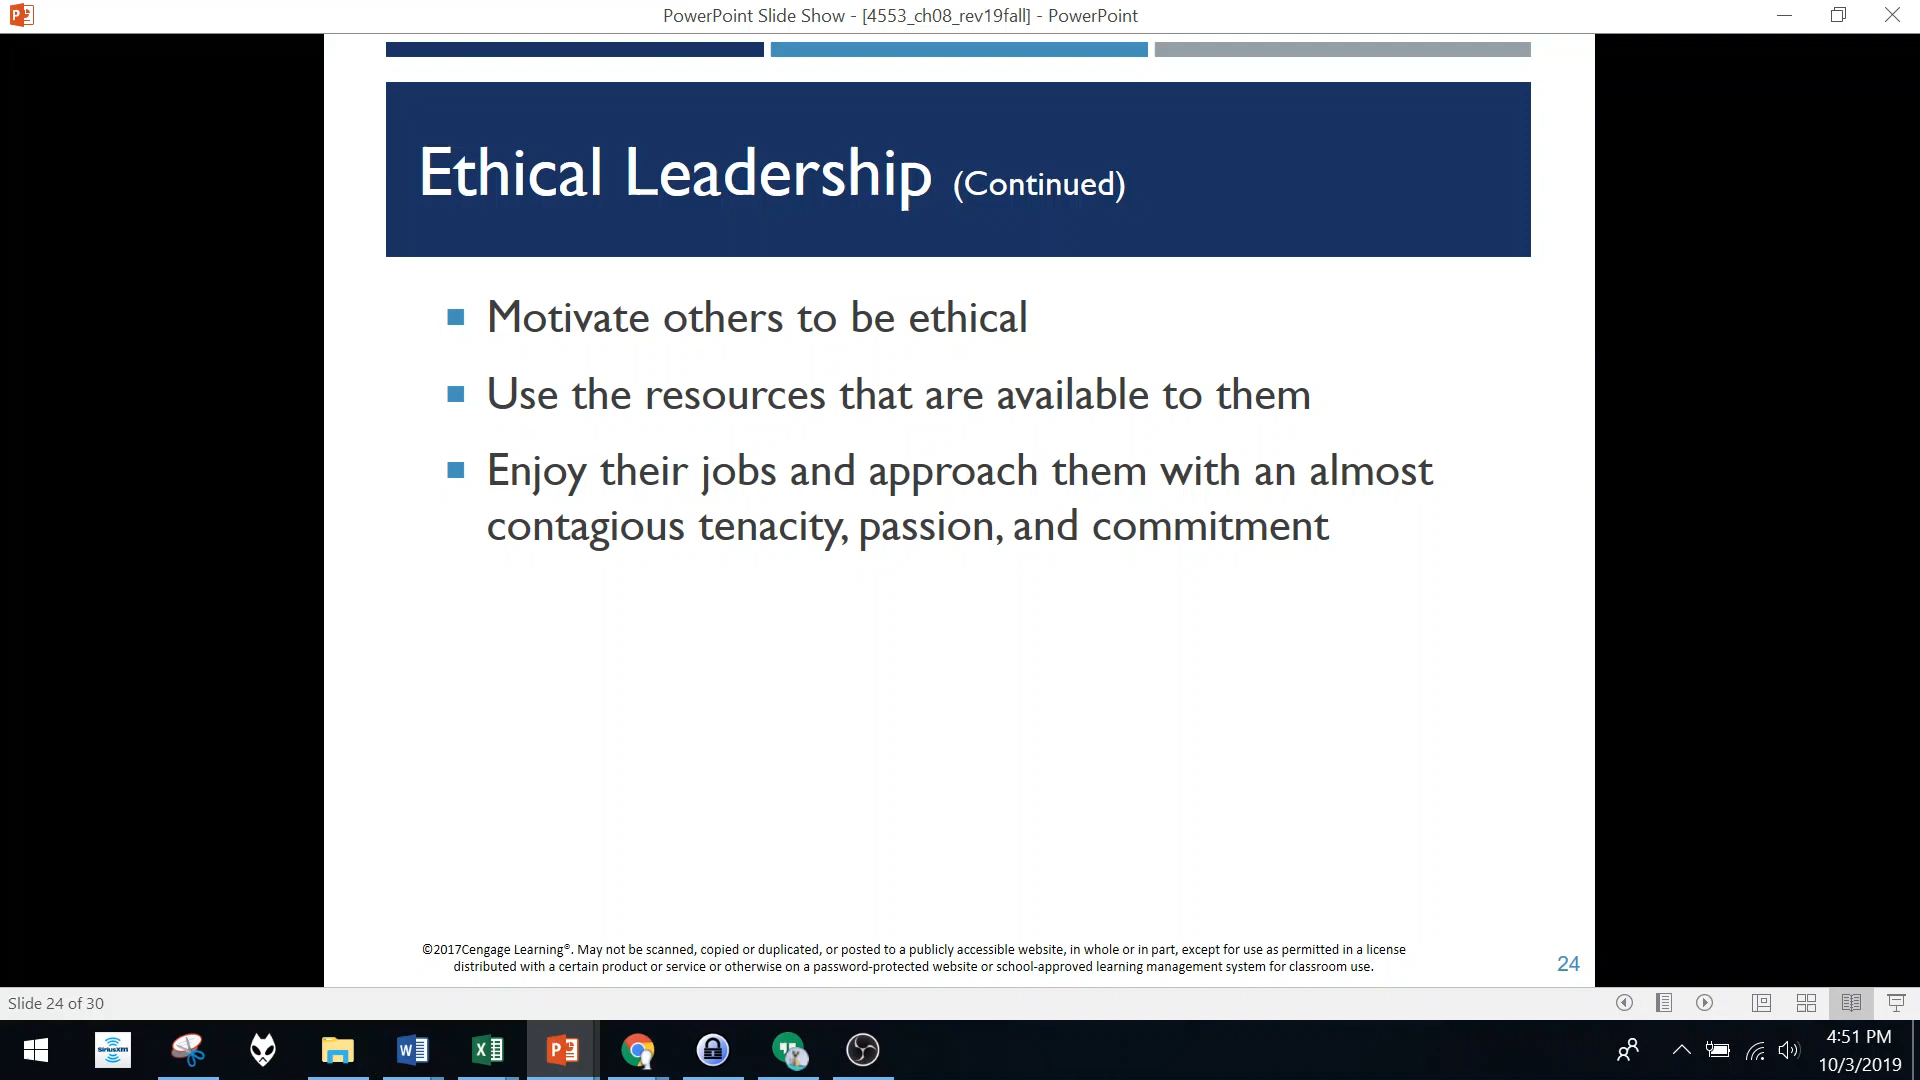 PowerPoint Slide Show - [4553_ch08_rev19fall] - PowerPoint
Ethical Leadership (Continued)
Motivate others to be ethical
Use the resources that are available to them
Enjoy their jobs and approach them with an almost
contagious tenacity, passion, and commitment
©2017Cengage Learning®. May not be scanned, copied or duplicated, or posted to a publicly accessible website, in whole or in part, except for use as permitted in a license
distributed with a certain product or service or otherwise on a password-protected website or school-approved learning management system for classroom use.
24
Slide 24 of 30
SiriusXM
4:51 PM
10/3/2019